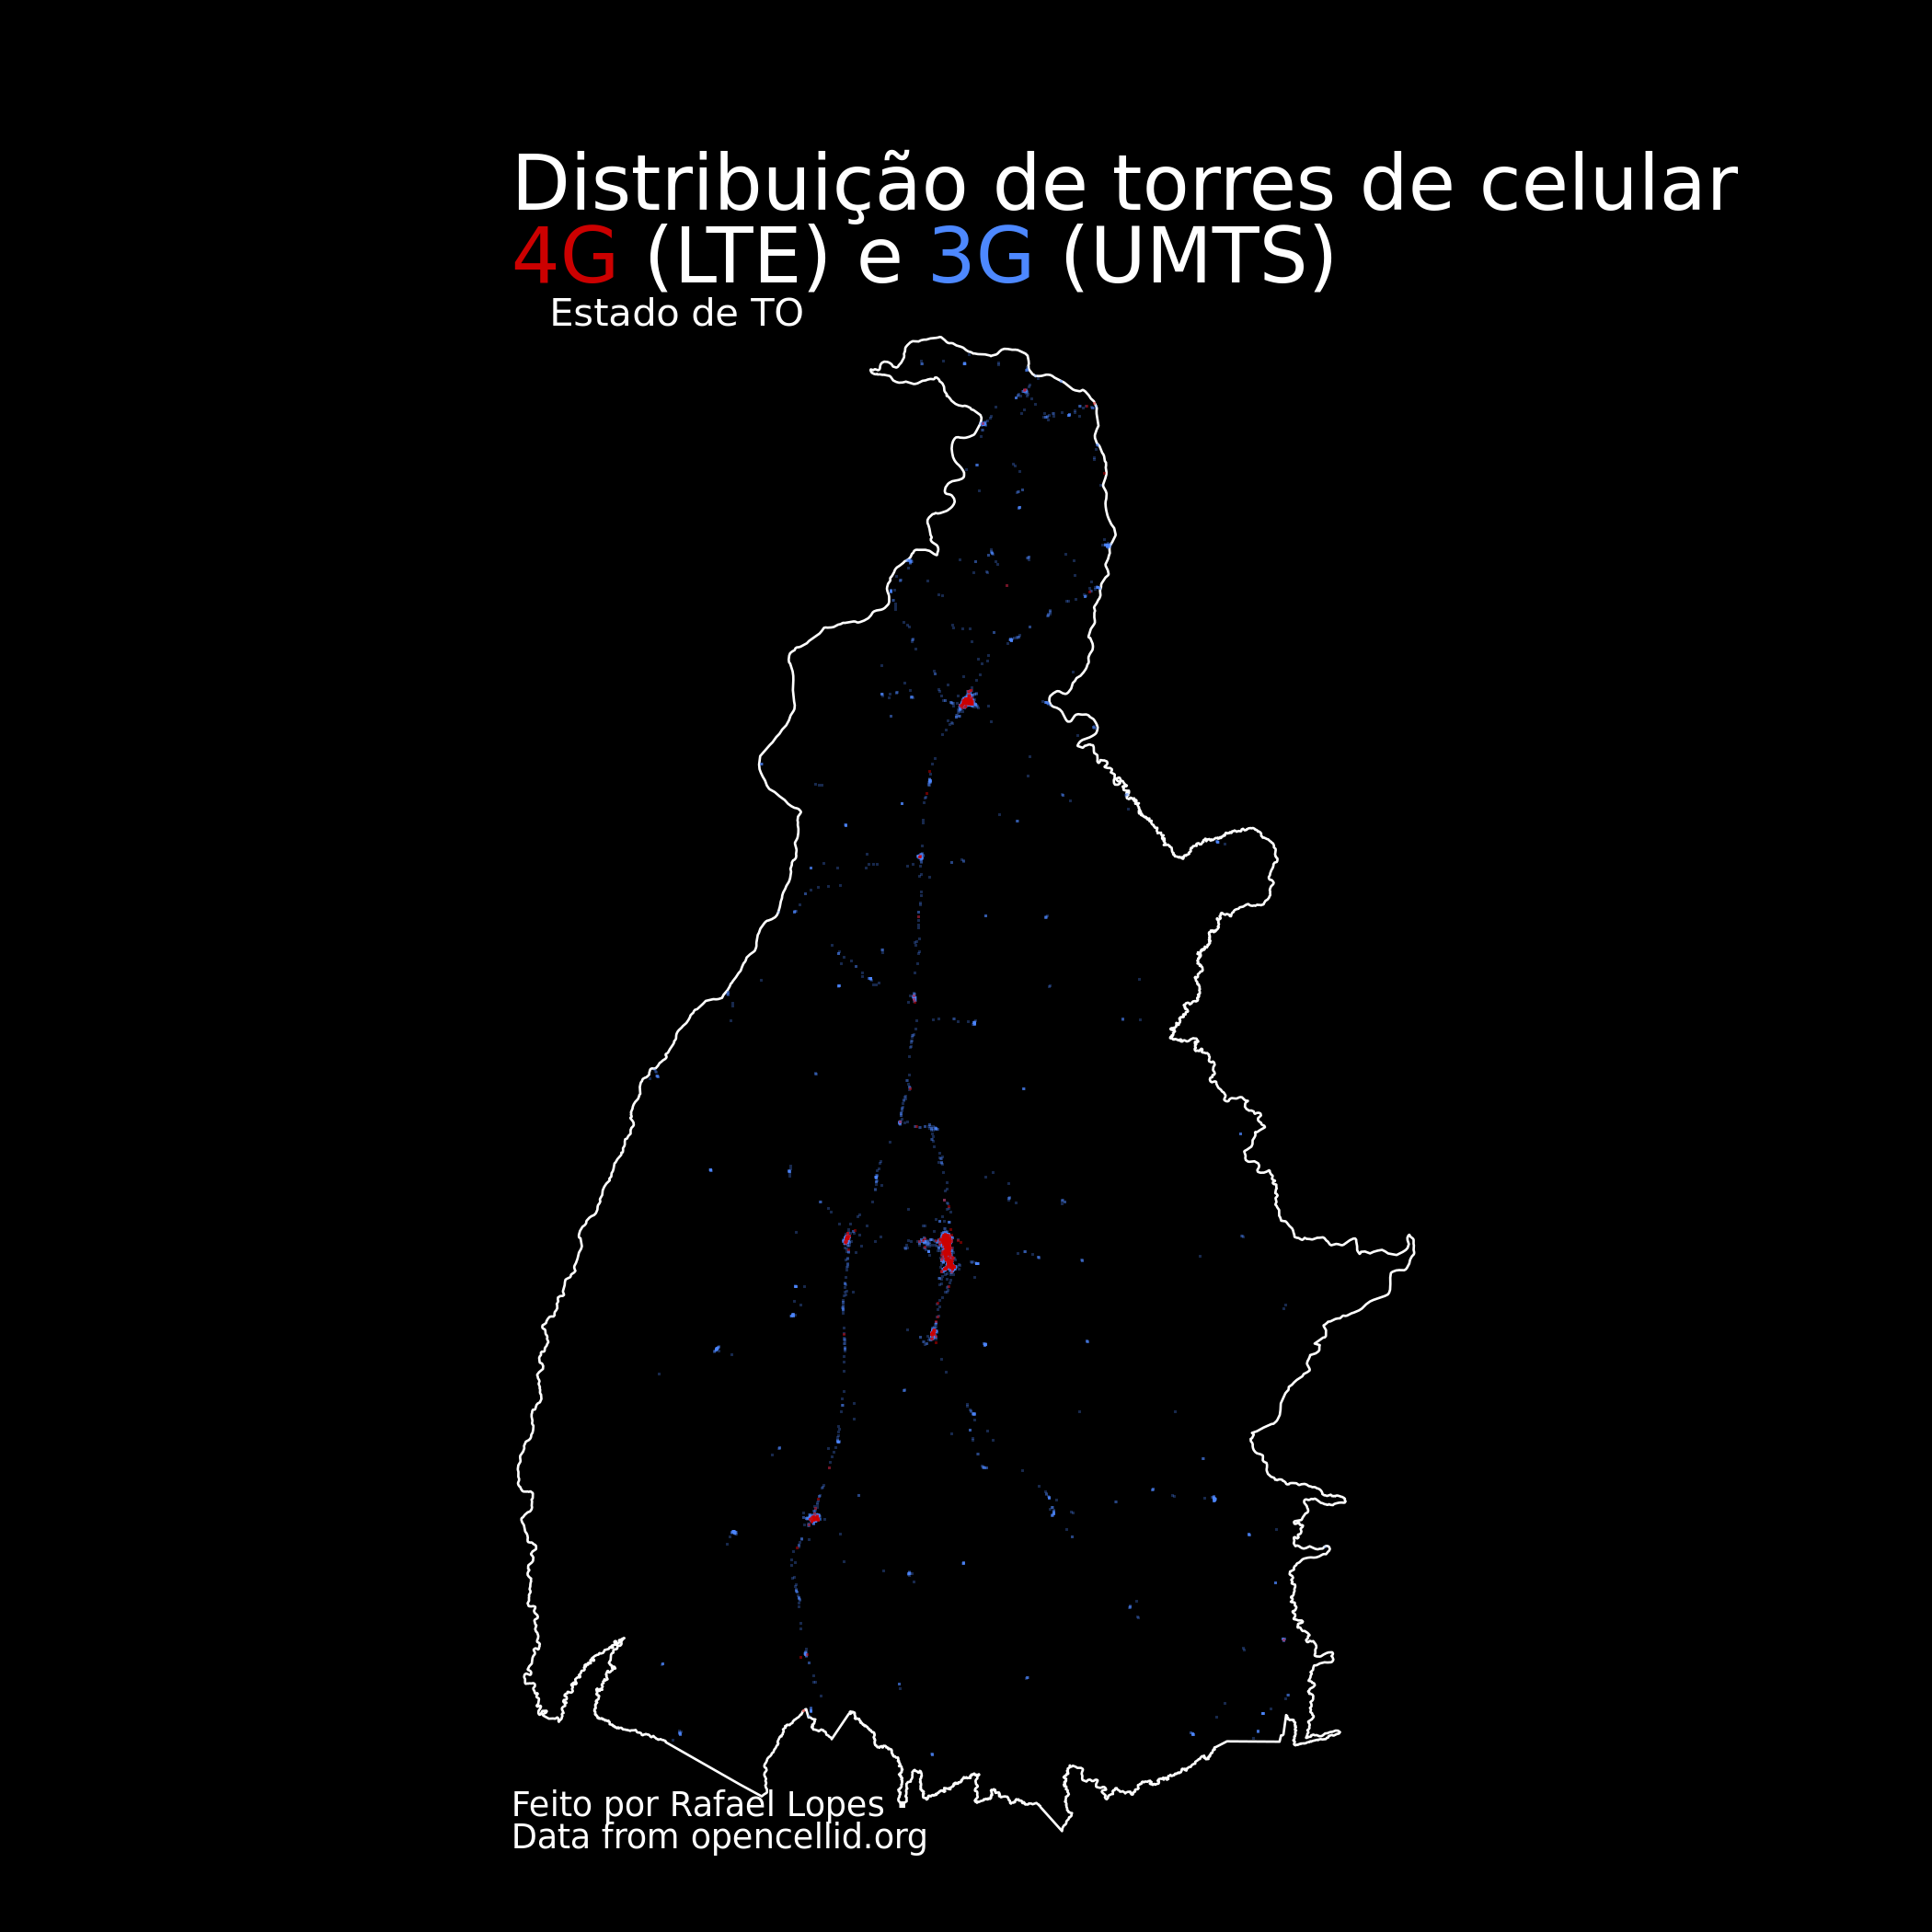 Distribuição de torres de celular
4G (LTE) e 3G (UMTS)
Estado de TO
Feito por Rafael Lopes
Data from opencellid.org